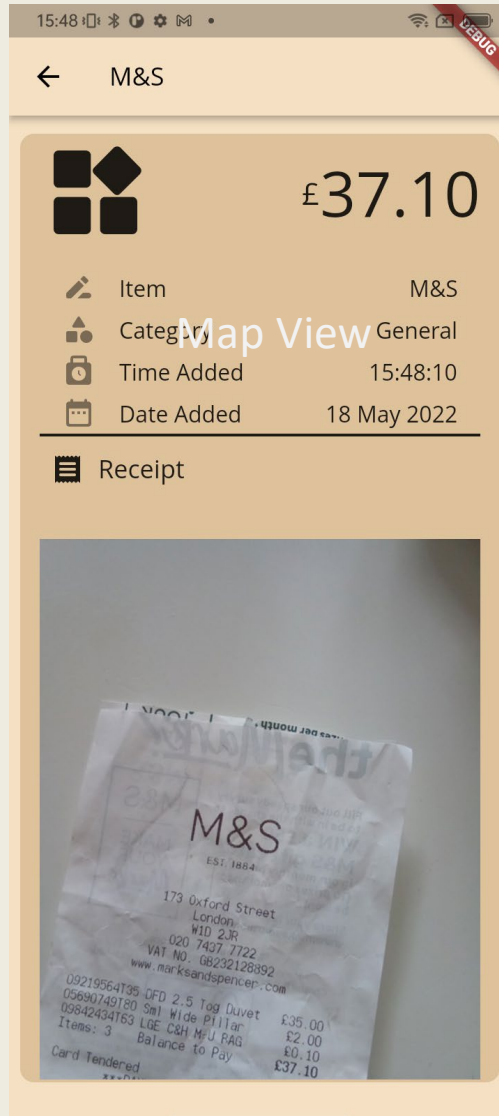 15:48
DEBUG
M&S
£37.10
Item M&S
Category General
Map View
Time Added 15:48:10
Date Added 18 May 2022
Receipt
M&S
EST. 1884
173 Oxford Street
London
W1D 2JR
020 7437 7722
VAT NO. GB232128892
www.marksandspencer.com
09219564T35 DFD 2.5 Tog Duvet £35.00
05690749T80 Sml Wide Pillar £2.00
09842434T63 LGE C&H M-J RAG £0.10
Items: 3 Balance to Pay £37.10
Card Tendered